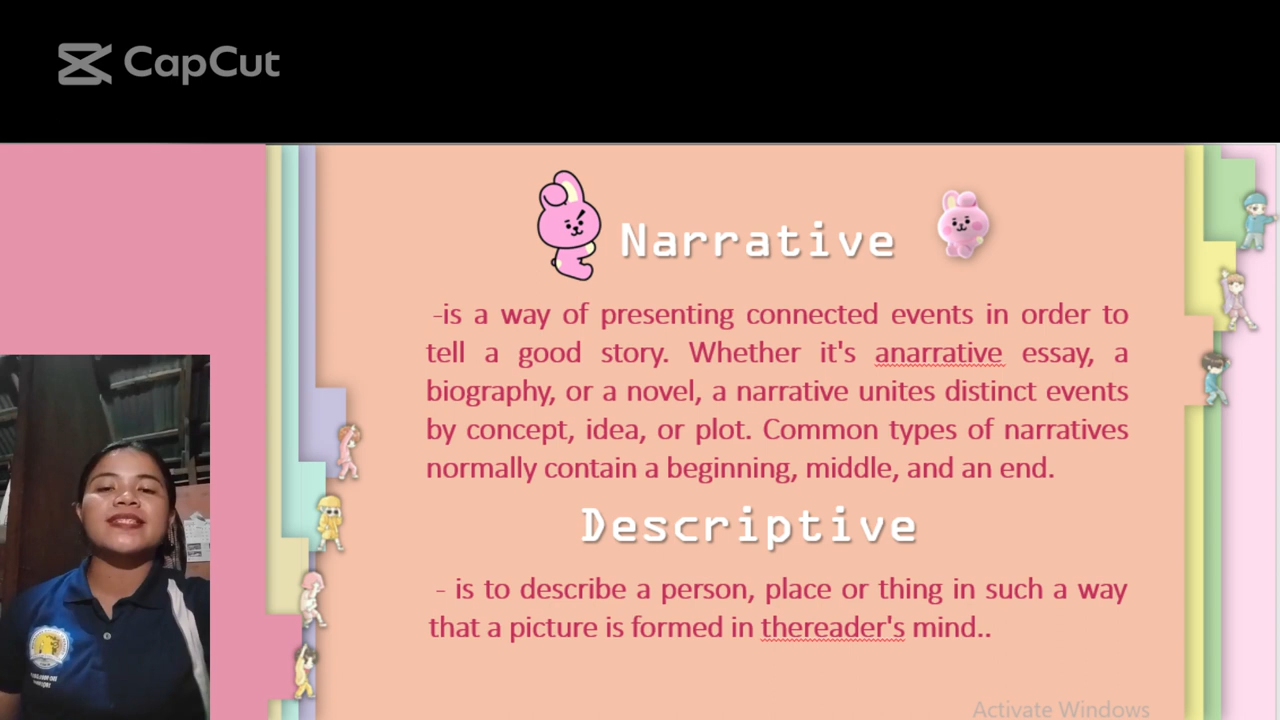 CapCut
Narrative
-is a way of presenting connected events in order to
tell a good story. Whether it's anarrative essay, a
biography, or a novel, a narrative unites distinct events
by concept, idea, or plot. Common types of narratives
normally contain a beginning, middle, and an end.
Descriptive
- is to describe a person, place or thing in such a way
that a picture is formed in thereader's mind..
Activate Windows